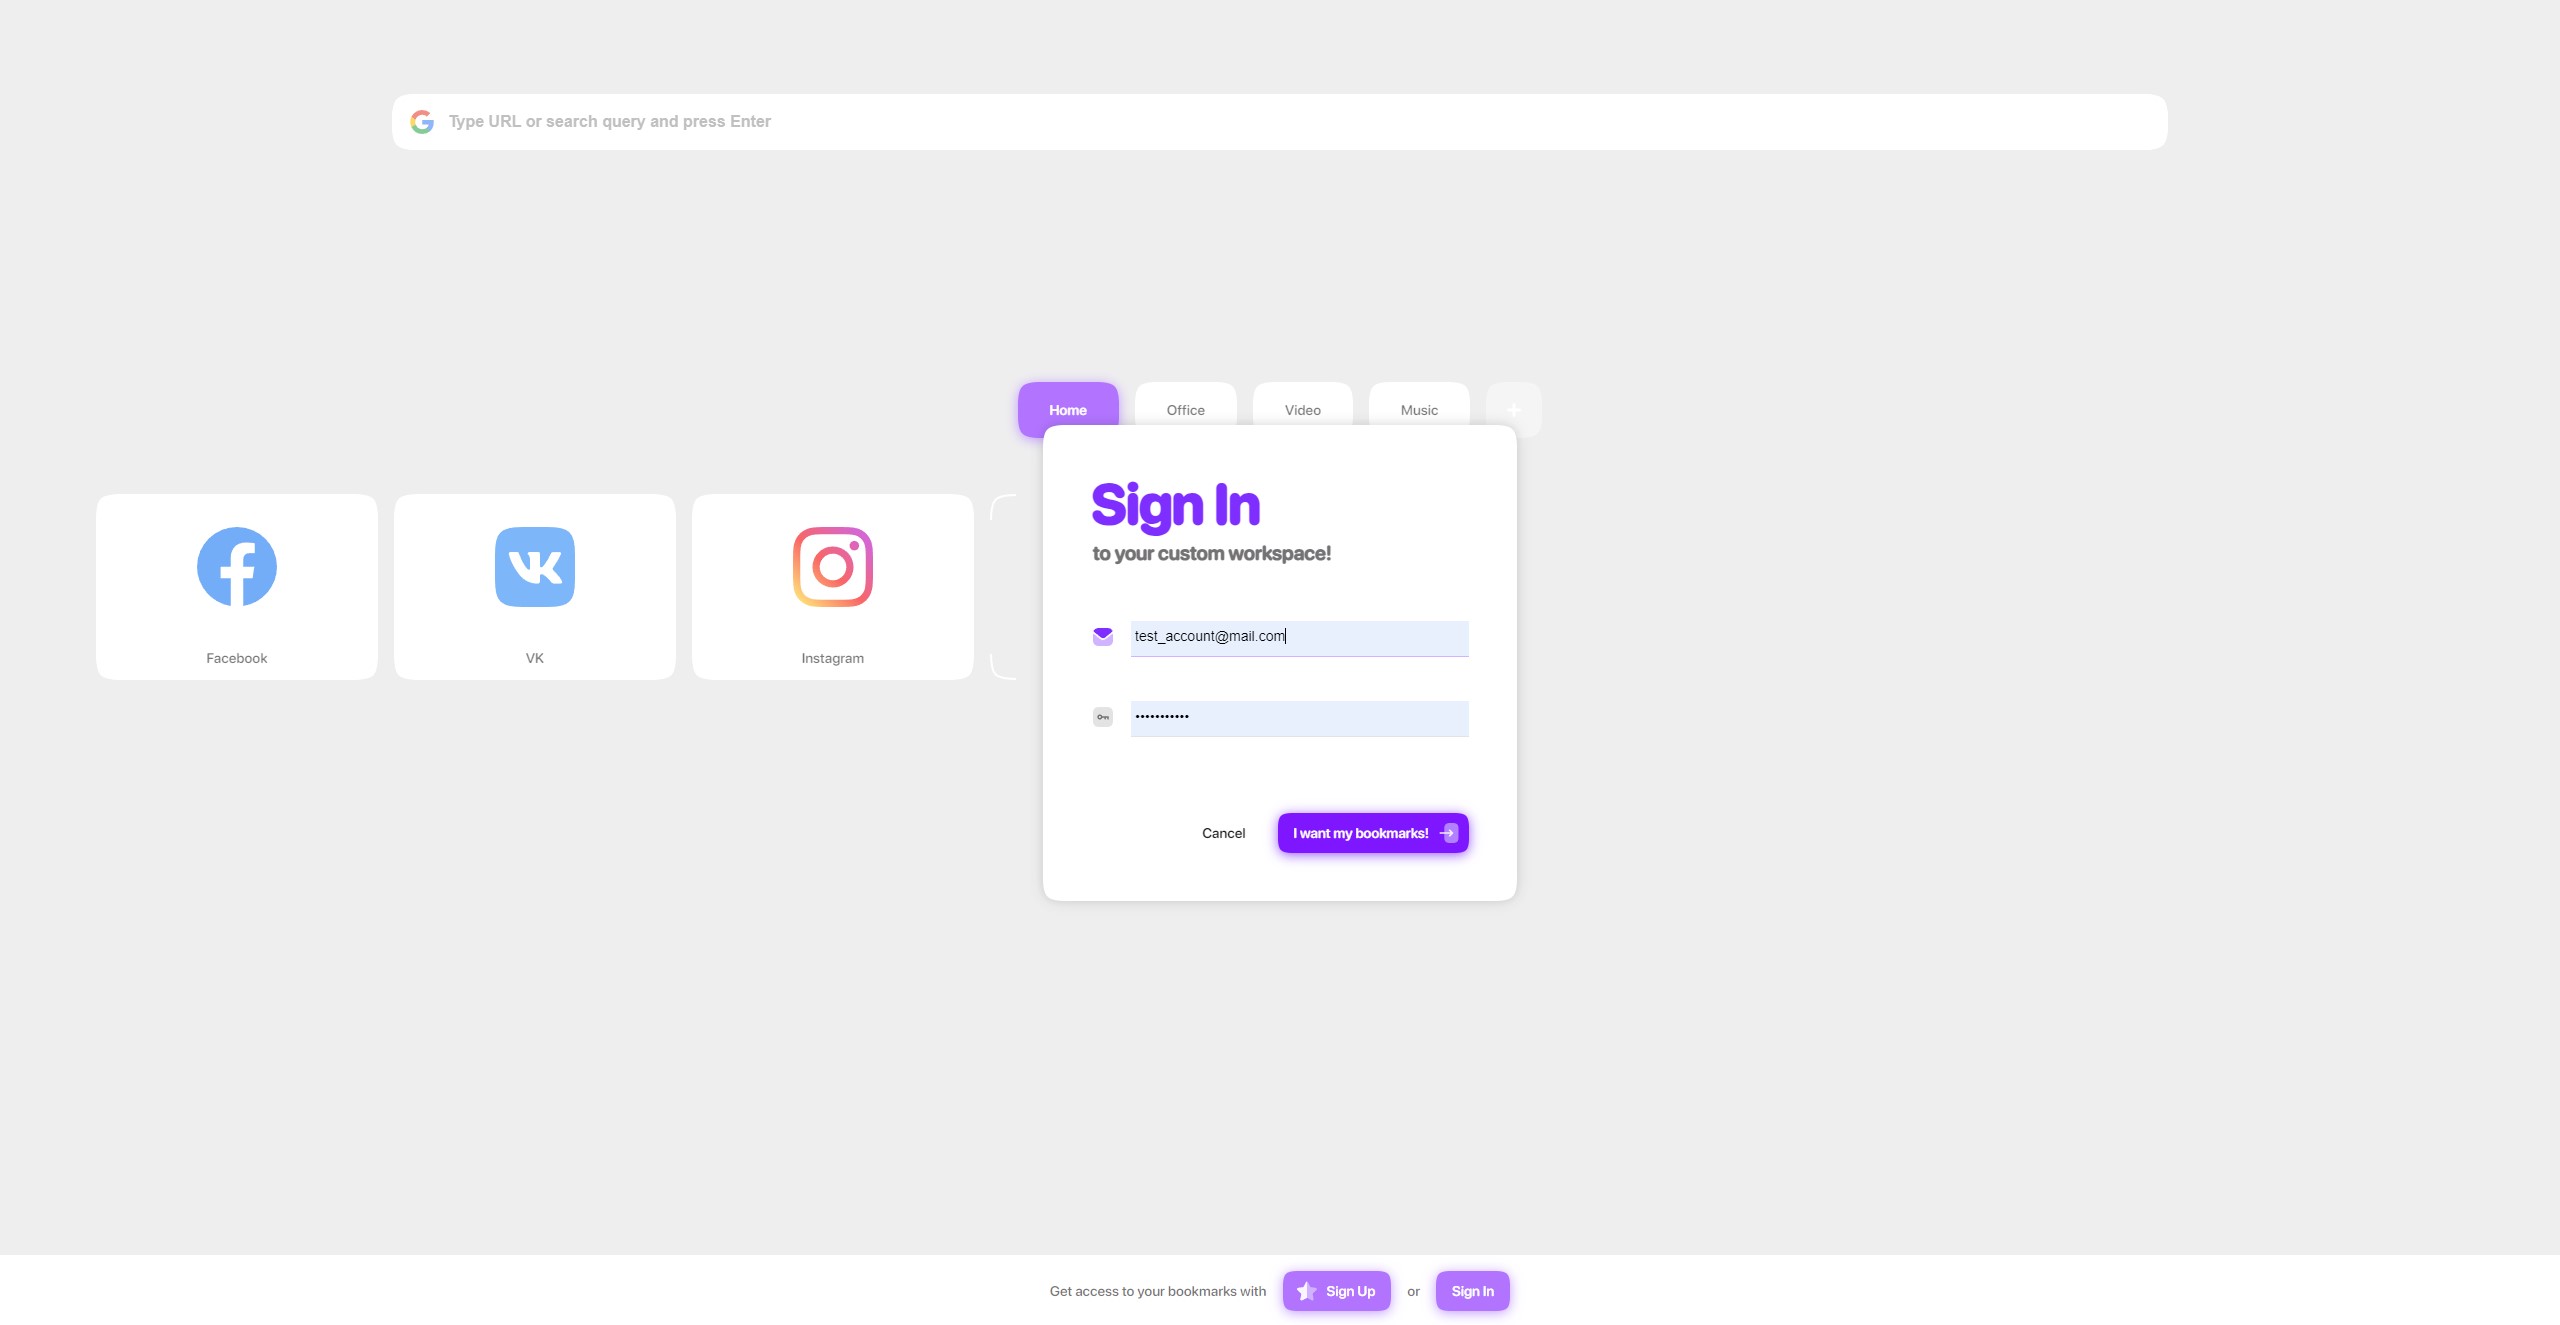 Type URL or search query and press Enter
Home
Office
Video
Music
Facebook
VK
Instagram
Sign In
to your custom workspace!
test_account@mail.com
•••••••••••
Cancel
I want my bookmarks!
Get access to your bookmarks with
Sign Up
or
Sign In